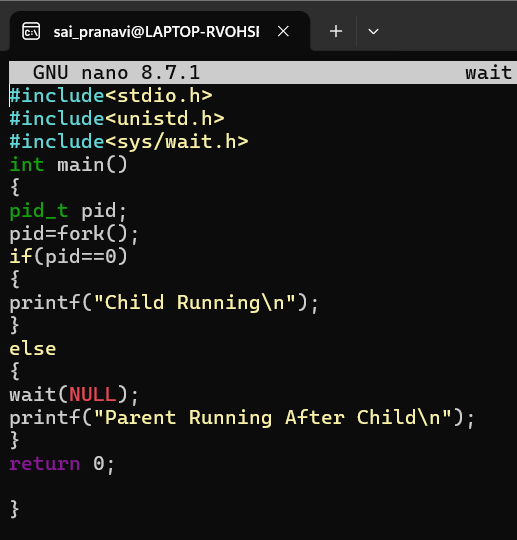 sai_pranavi@LAPTOP-RVOHSI
GNU nano 8.7.1 wait
#include<stdio.h>
#include<unistd.h>
#include<sys/wait.h>
int main()
{
pid_t pid;
pid=fork();
if(pid==0)
{
printf("Child Running\n");
}
else
{
wait(NULL);
printf("Parent Running After Child\n");
}
return 0;

}